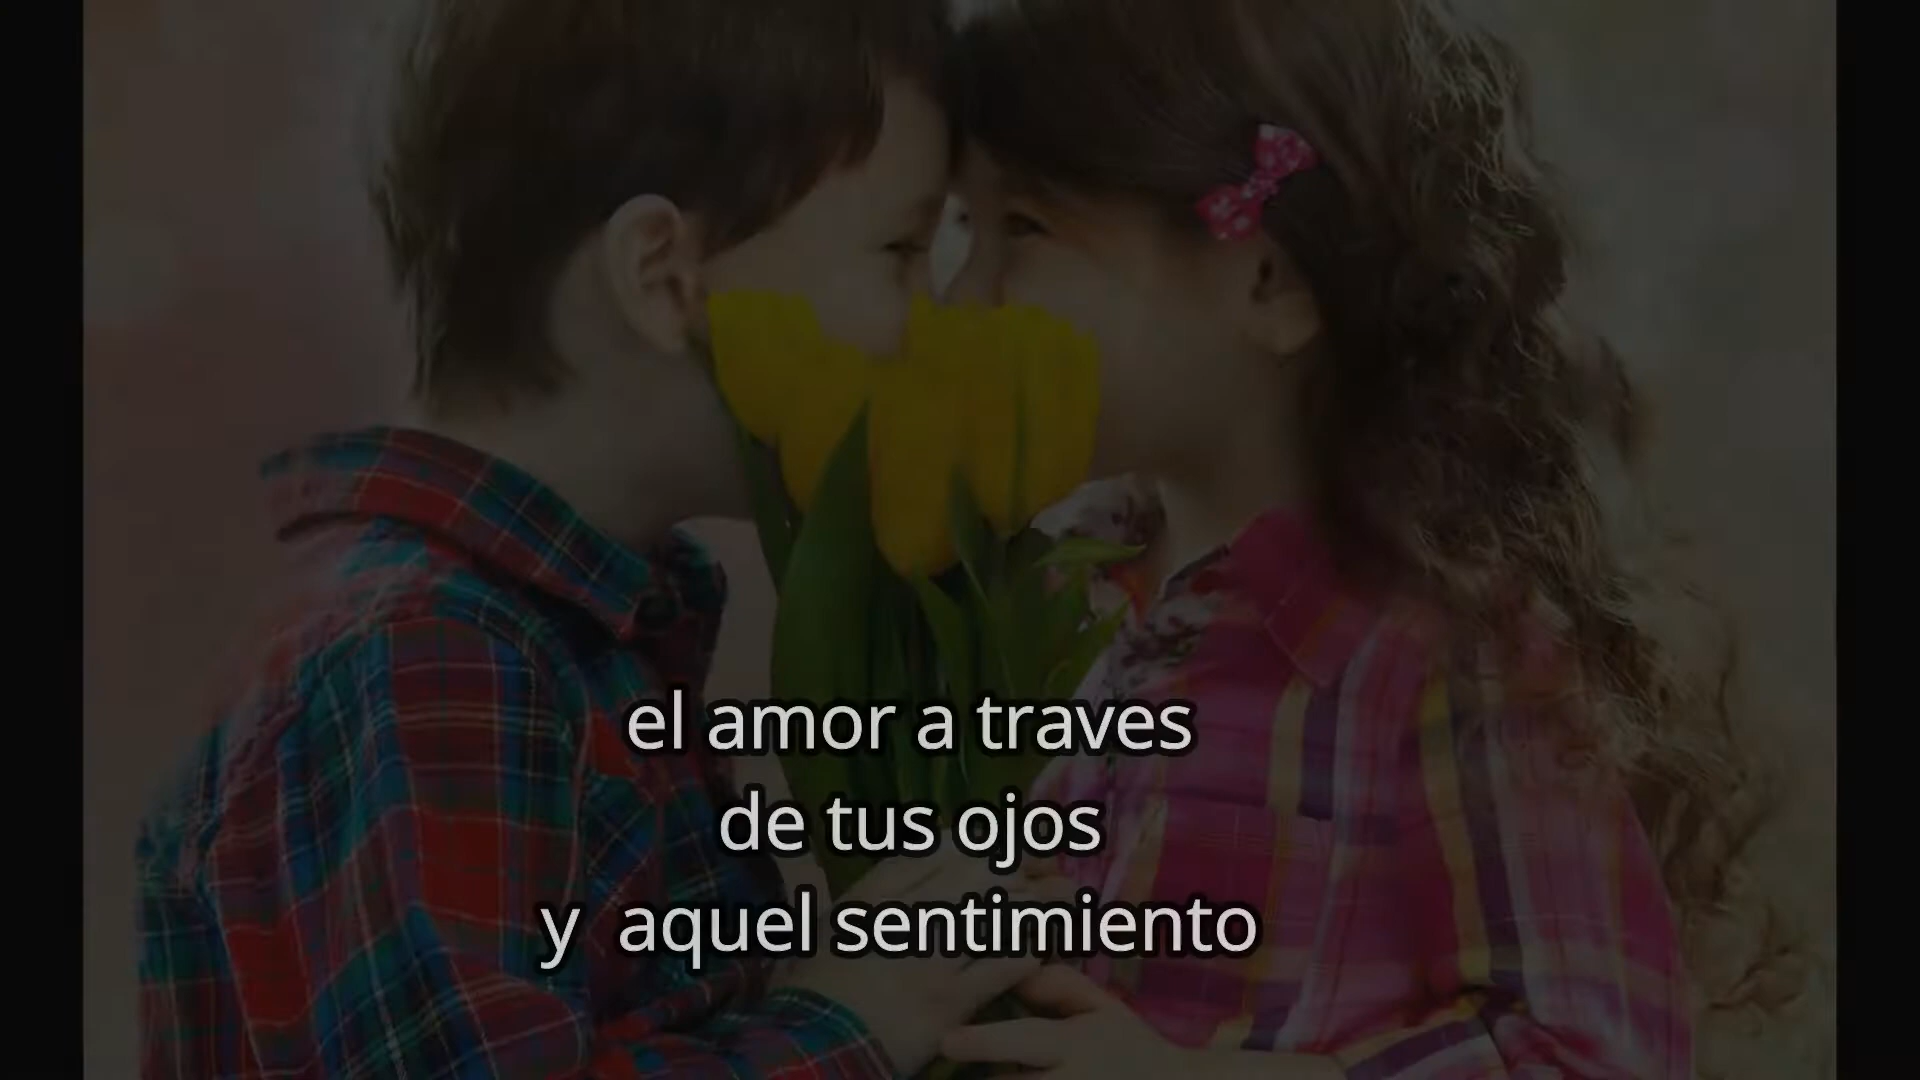 el amor a traves
de tus ojos
y  aquel sentimiento